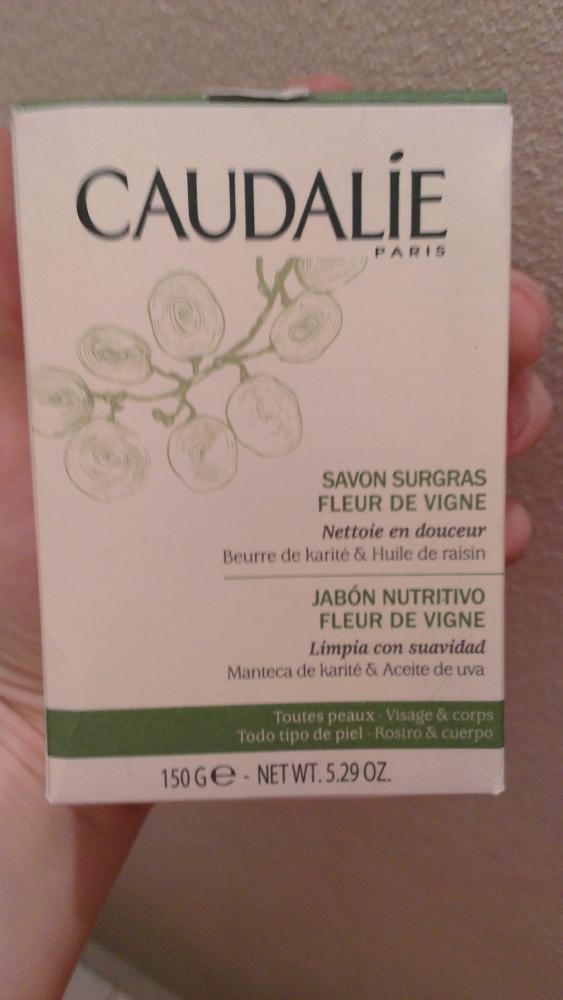 CAUDALÍE
PARIS
SAVON SURGRAS
FLEUR DE VIGNE
Nettoie en douceur
Beurre de karité & Huile de raisin
JABÓN NUTRITIVO
FLEUR DE VIGNE
Limpia con suavidad
Manteca de karité & Aceite de uva
Toutes peaux · Visage & corps
Todo tipo de piel · Rostro & cuerpo
150 G ℮ - NET WT. 5.29 OZ.